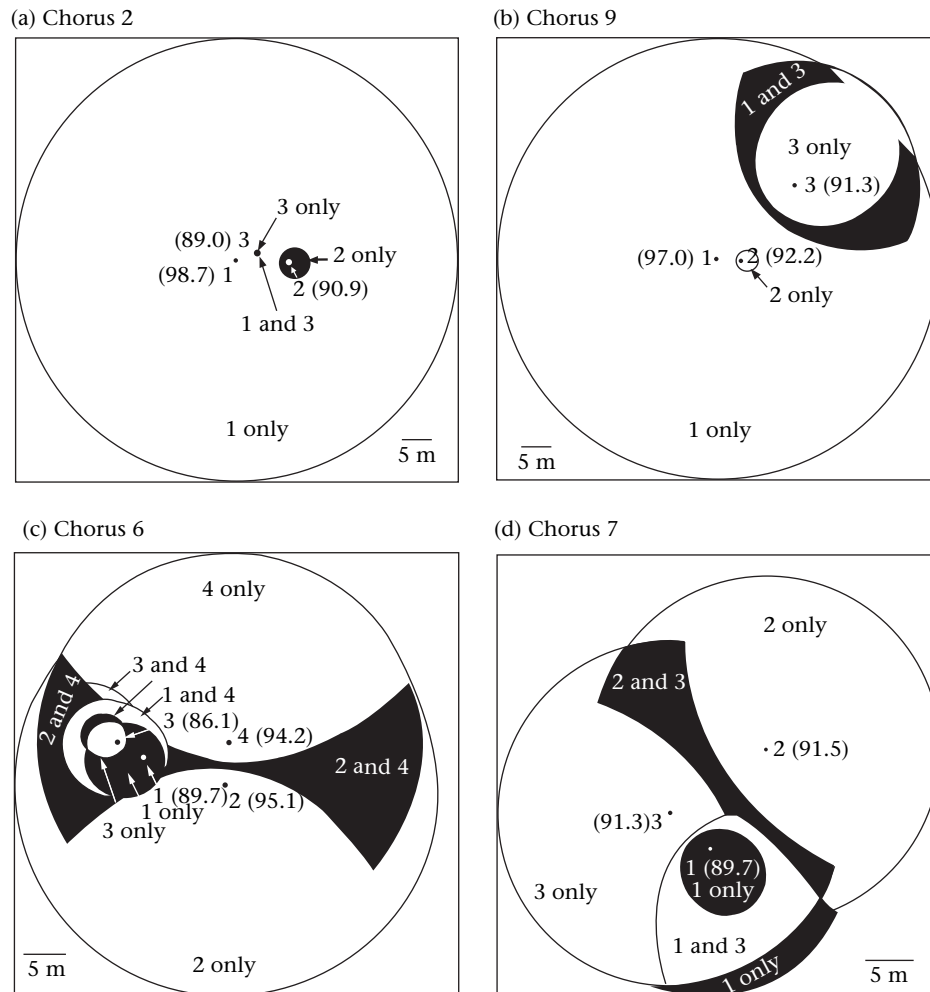 (a) Chorus 2
3 only
(89.0) 3
2 only
(98.7) 1
2 (90.9)
1 and 3
1 only
5 m
(b) Chorus 9
1 and 3
3 only
3 (91.3)
(97.0) 1
2 (92.2)
2 only
1 only
5 m
(c) Chorus 6
4 only
3 and 4
1 and 4
2 and 4
3 (86.1)
4 (94.2)
2 and 4
1 (89.7)
2 (95.1)
1 only
3 only
5 m
2 only
(d) Chorus 7
2 only
2 and 3
2 (91.5)
(91.3)3
1 (89.7)
1 only
3 only
1 and 3
1 only
5 m